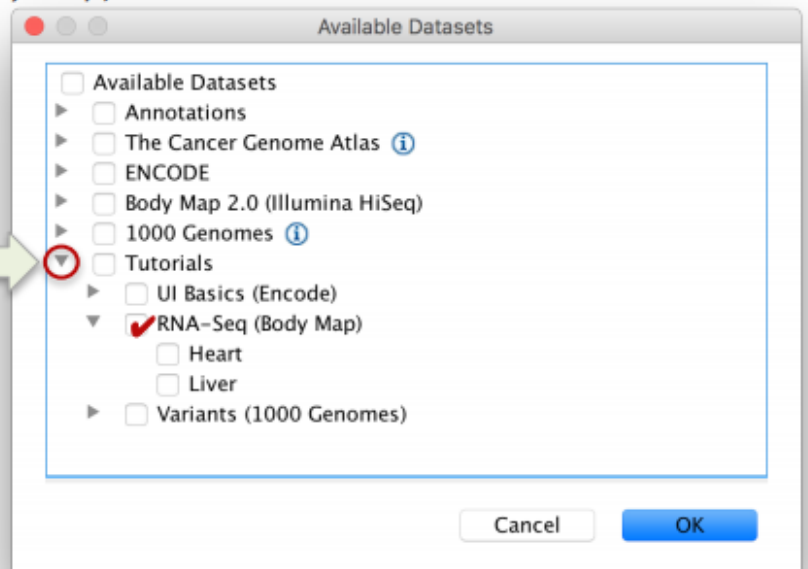 Available Datasets
Available Datasets
Annotations
The Cancer Genome Atlas
ENCODE
Body Map 2.0 (Illumina HiSeq)
1000 Genomes
Tutorials
UI Basics (Encode)
RNA-Seq (Body Map)
Heart
Liver
Variants (1000 Genomes)
Cancel OK